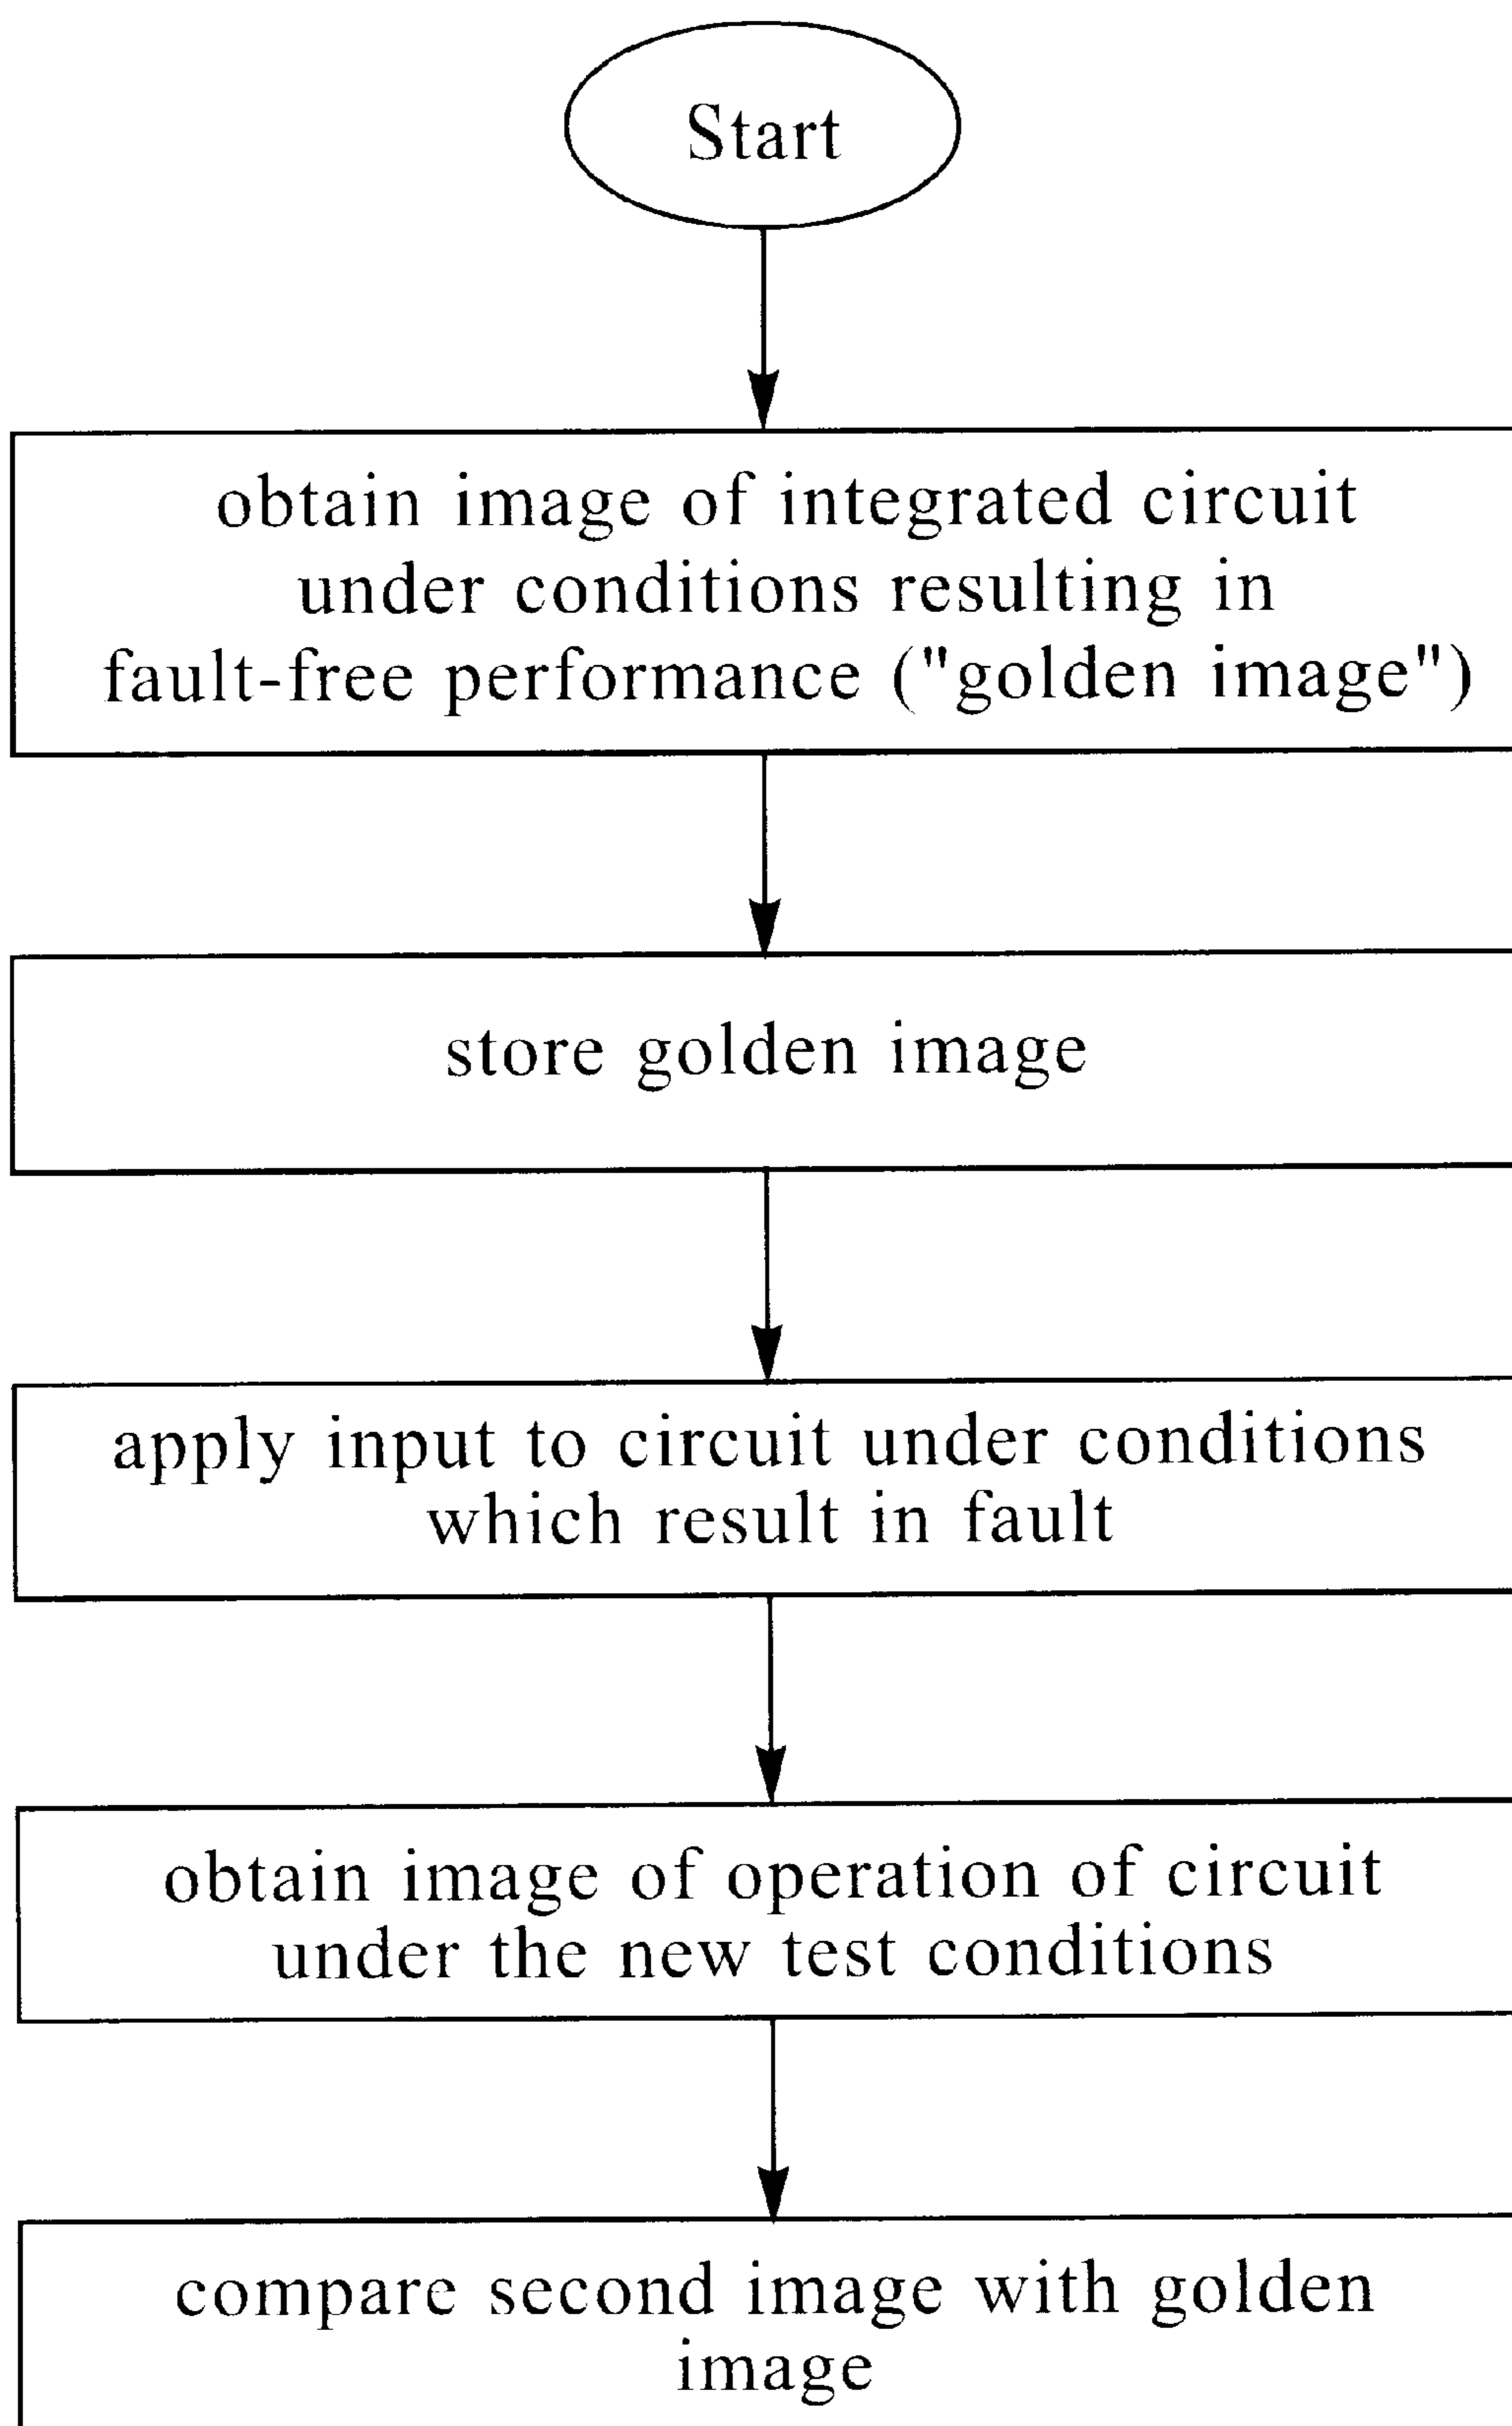 Start
obtain image of integrated circuit
under conditions resulting in
fault-free performance ("golden image")
store golden image
apply input to circuit under conditions
which result in fault
obtain image of operation of circuit
under the new test conditions
compare second image with golden
image